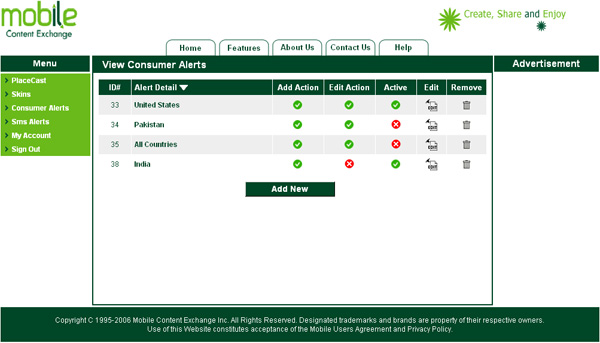 mobile
Content Exchange
Create, Share and Enjoy
Home Features About Us Contact Us Help
Menu
PlaceCast
Skins
Consumer Alerts
Sms Alerts
My Account
Sign Out
View Consumer Alerts
ID# Alert Detail Add Action Edit Action Active Edit Remove
33 United States EDIT
34 Pakistan EDIT
35 All Countries EDIT
38 India EDIT
Add New
Advertisement
Copyright C 1995-2006 Mobile Content Exchange Inc. All Rights Reserved. Designated trademarks and brands are property of their respective owners.
Use of this Website constitutes acceptance of the Mobile Users Agreement and Privacy Policy.